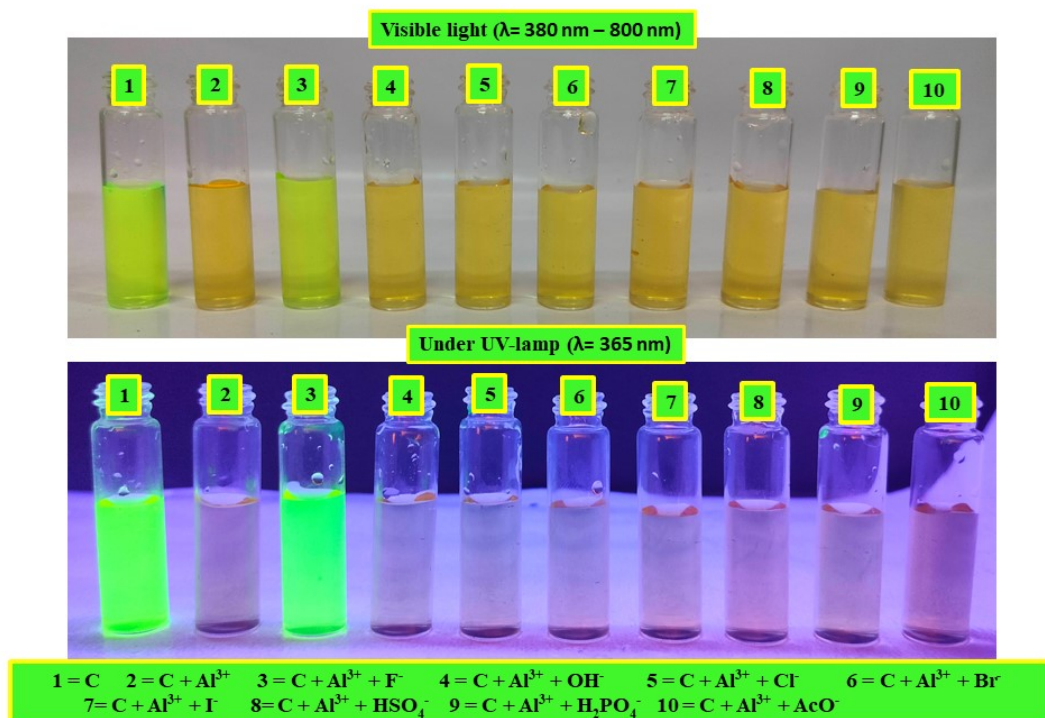 Visible light (λ= 380 nm – 800 nm)
1 2 3 4 5 6 7 8 9 10
Under UV-lamp (λ= 365 nm)
1 2 3 4 5 6 7 8 9 10
1 = C 2 = C + Al³⁺ 3 = C + Al³⁺ + F⁻ 4 = C + Al³⁺ + OH⁻ 5 = C + Al³⁺ + Cl⁻ 6 = C + Al³⁺ + Br⁻
7= C + Al³⁺ + I⁻ 8= C + Al³⁺ + HSO₄⁻ 9 = C + Al³⁺ + H₂PO₄⁻ 10 = C + Al³⁺ + AcO⁻